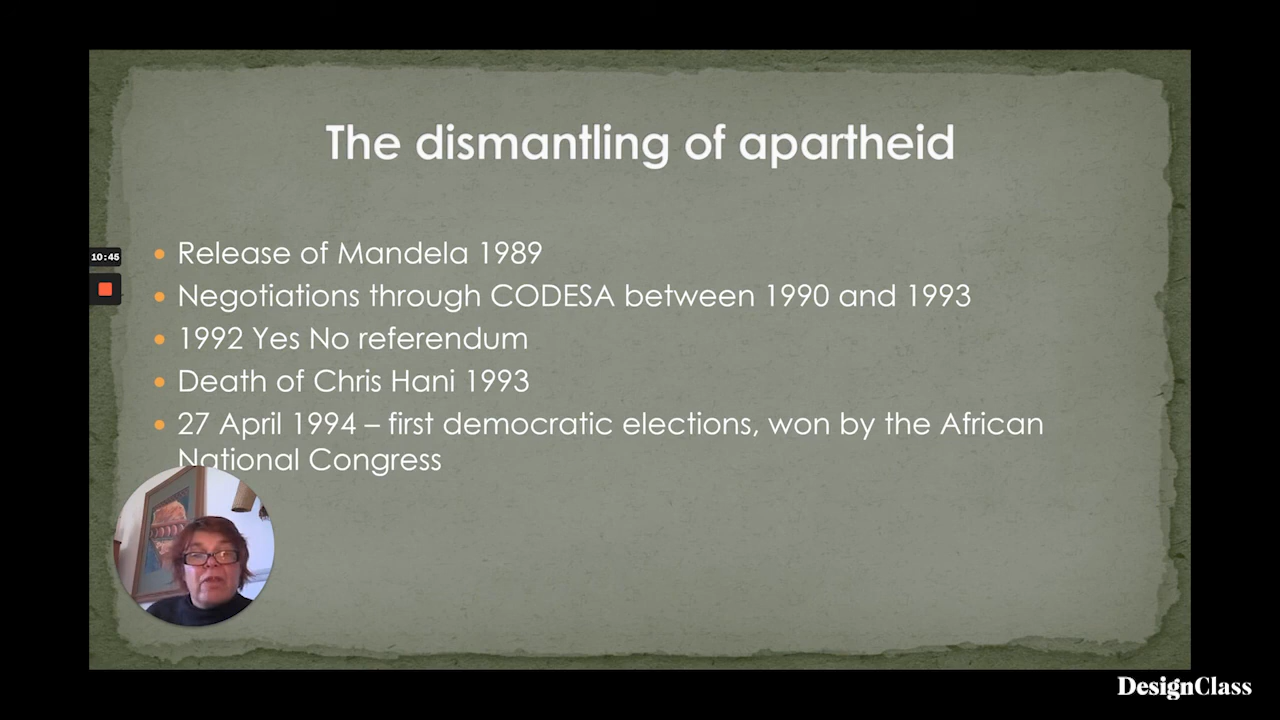 The dismantling of apartheid
10:45
Release of Mandela 1989
Negotiations through CODESA between 1990 and 1993
1992 Yes No referendum
Death of Chris Hani 1993
27 April 1994 – first democratic elections, won by the African
National Congress
DesignClass